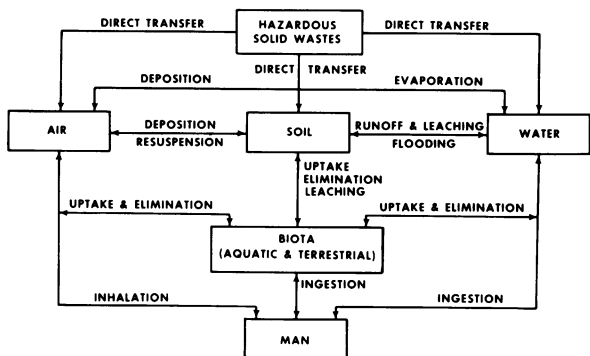 DIRECT TRANSFER
HAZARDOUS
SOLID WASTES
DIRECT TRANSFER
DIRECT TRANSFER
DEPOSITION
EVAPORATION
AIR
DEPOSITION
RESUSPENSION
SOIL
RUNOFF & LEACHING
FLOODING
WATER
UPTAKE
ELIMINATION
LEACHING
UPTAKE & ELIMINATION
UPTAKE & ELIMINATION
BIOTA
(AQUATIC & TERRESTRIAL)
INGESTION
INHALATION
INGESTION
MAN